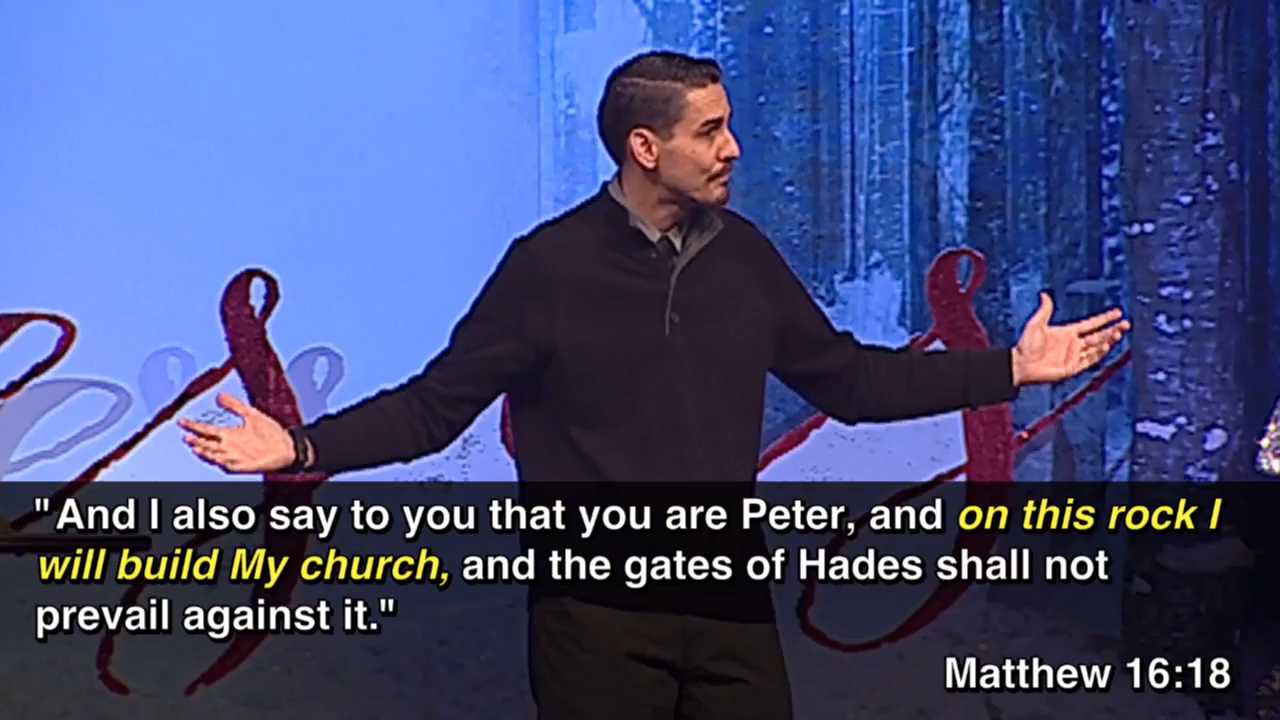 "And I also say to you that you are Peter, and on this rock I
will build My church, and the gates of Hades shall not
prevail against it."
Matthew 16:18